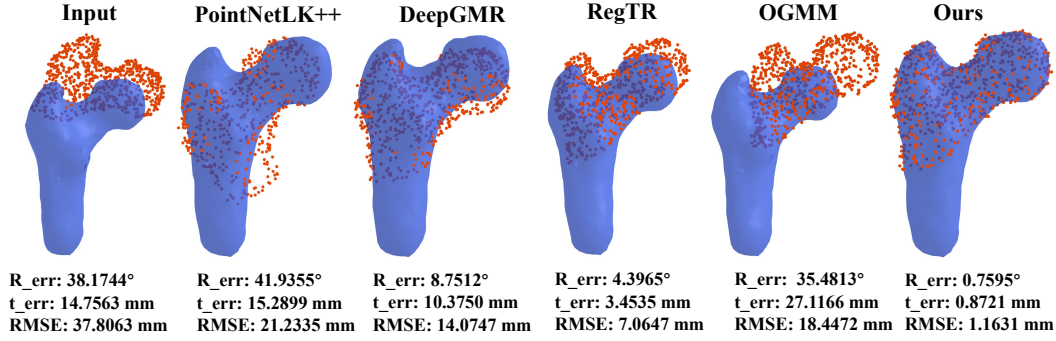 Input PointNetLK++ DeepGMR RegTR OGMM Ours
R_err: 38.1744° R_err: 41.9355° R_err: 8.7512° R_err: 4.3965° R_err: 35.4813° R_err: 0.7595°
t_err: 14.7563 mm t_err: 15.2899 mm t_err: 10.3750 mm t_err: 3.4535 mm t_err: 27.1166 mm t_err: 0.8721 mm
RMSE: 37.8063 mm RMSE: 21.2335 mm RMSE: 14.0747 mm RMSE: 7.0647 mm RMSE: 18.4472 mm RMSE: 1.1631 mm